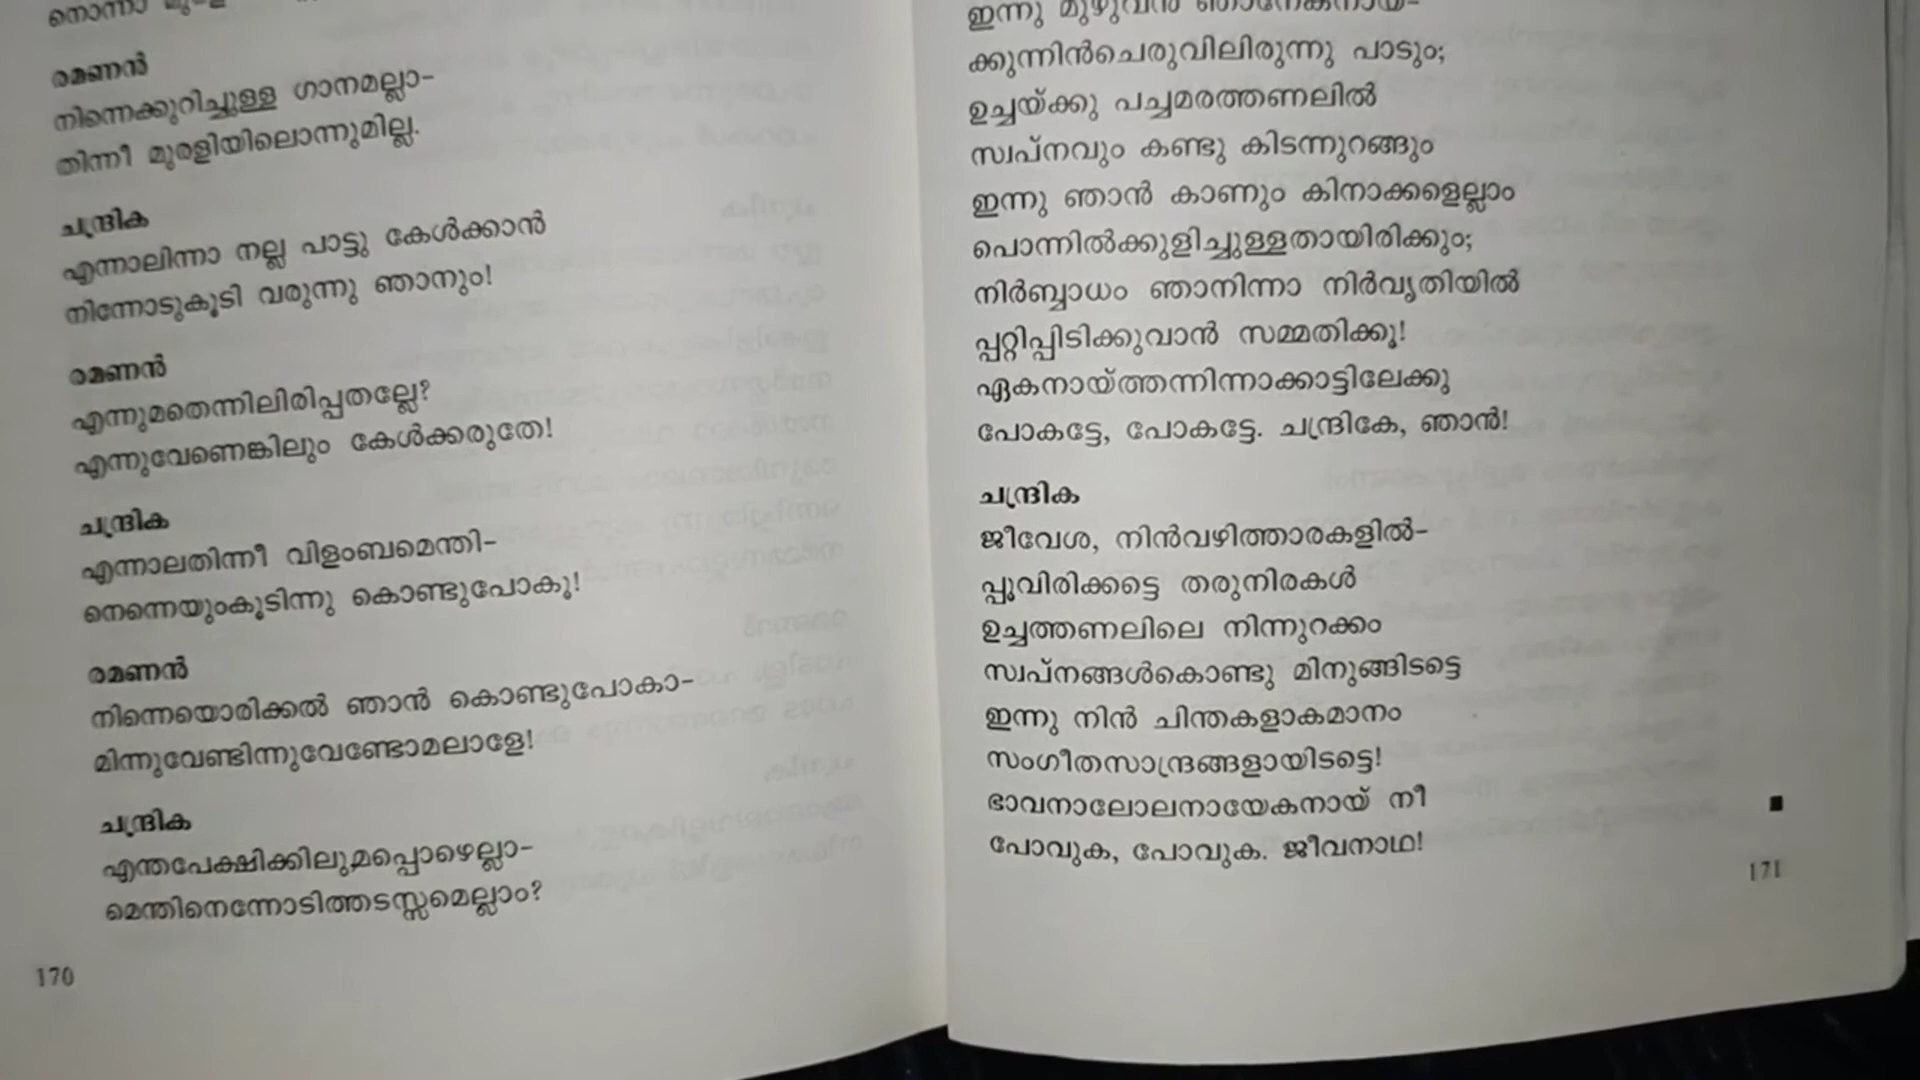 നൊന്നാ
രമണൻ
നിന്നെക്കുറിച്ചുള്ള ഗാനമല്ലാ-
തിന്നീ മുരളിയിലൊന്നുമില്ല.
ചന്ദ്രിക
എന്നാലിന്നാ നല്ല പാട്ടു കേൾക്കാൻ
നിന്നോടുകൂടി വരുന്നു ഞാനും!
രമണൻ
എന്നുമതെന്നിലിരിപ്പതല്ലേ?
എന്നുവേണെങ്കിലും കേൾക്കരുതേ!
ചന്ദ്രിക
എന്നാലതിന്നീ വിളംബമെന്തി-
നെന്നെയുംകൂടിന്നു കൊണ്ടുപോകൂ!
രമണൻ
നിന്നെയൊരിക്കൽ ഞാൻ കൊണ്ടുപോകാ-
മിന്നുവേണ്ടിന്നുവേണ്ടോമലാളേ!
ചന്ദ്രിക
എന്തപേക്ഷിക്കിലുമപ്പൊഴെല്ലാ-
മെന്തിനെന്നോടിത്തടസ്സമെല്ലാം?
170
ഇന്നു മുഴുവൻ ഞാനേകനായ-
ക്കുന്നിൻചെരുവിലിരുന്നു പാടും;
ഉച്ചയ്ക്കു പച്ചമരത്തണലിൽ
സ്വപ്നവും കണ്ടു കിടന്നുറങ്ങും
ഇന്നു ഞാൻ കാണും കിനാക്കളെല്ലാം
പൊന്നിൽക്കുളിച്ചുള്ളതായിരിക്കും;
നിർബ്ബാധം ഞാനിന്നാ നിർവൃതിയിൽ
പ്പറ്റിപ്പിടിക്കുവാൻ സമ്മതിക്കൂ!
ഏകനായ്ത്തന്നിന്നാക്കാട്ടിലേക്കു
പോകട്ടേ, പോകട്ടേ. ചന്ദ്രികേ, ഞാൻ!
ചന്ദ്രിക
ജീവേശ, നിൻവഴിത്താരകളിൽ-
പ്പൂവിരിക്കട്ടെ തരുനിരകൾ
ഉച്ചത്തണലിലെ നിന്നുറക്കം
സ്വപ്നങ്ങൾകൊണ്ടു മിനുങ്ങിടട്ടെ
ഇന്നു നിൻ ചിന്തകളാകമാനം
സംഗീതസാന്ദ്രങ്ങളായിടട്ടെ!
ഭാവനാലോലനായേകനായ് നീ
പോവുക, പോവുക. ജീവനാഥ!
171